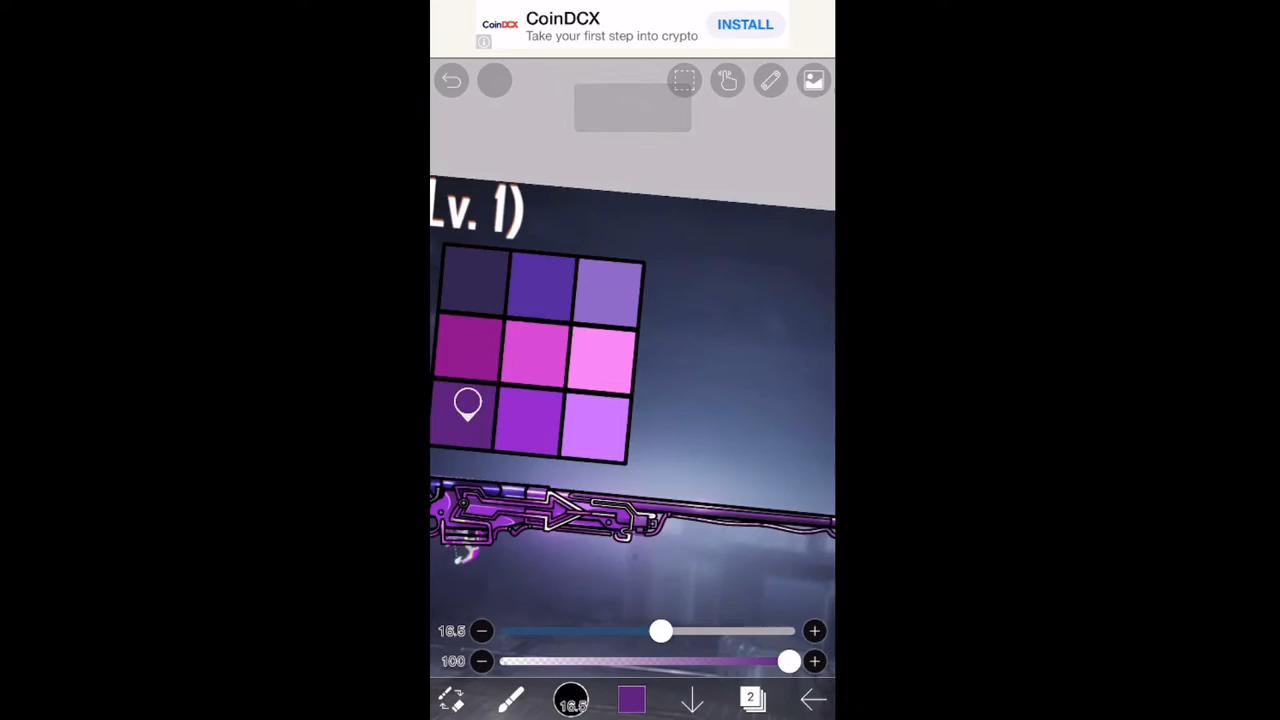 CoinDCX
CoinDCX
Take your first step into crypto
INSTALL
Lv. 1)
16.5
100
16.5
2